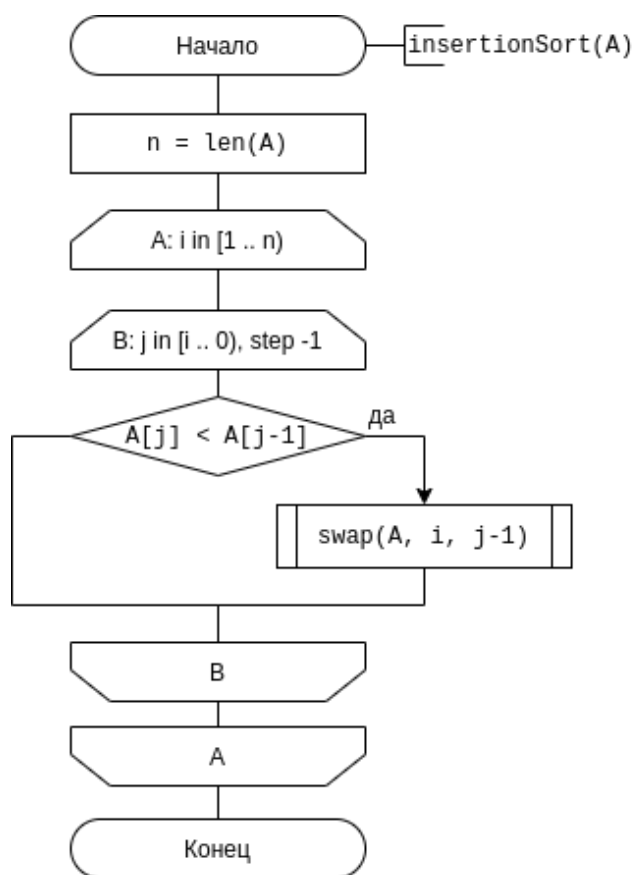 Начало
insertionSort(A)
n = len(A)
A: i in [1 .. n)
B: j in [i .. 0), step -1
A[j] < A[j-1]
да
swap(A, i, j-1)
B
A
Конец